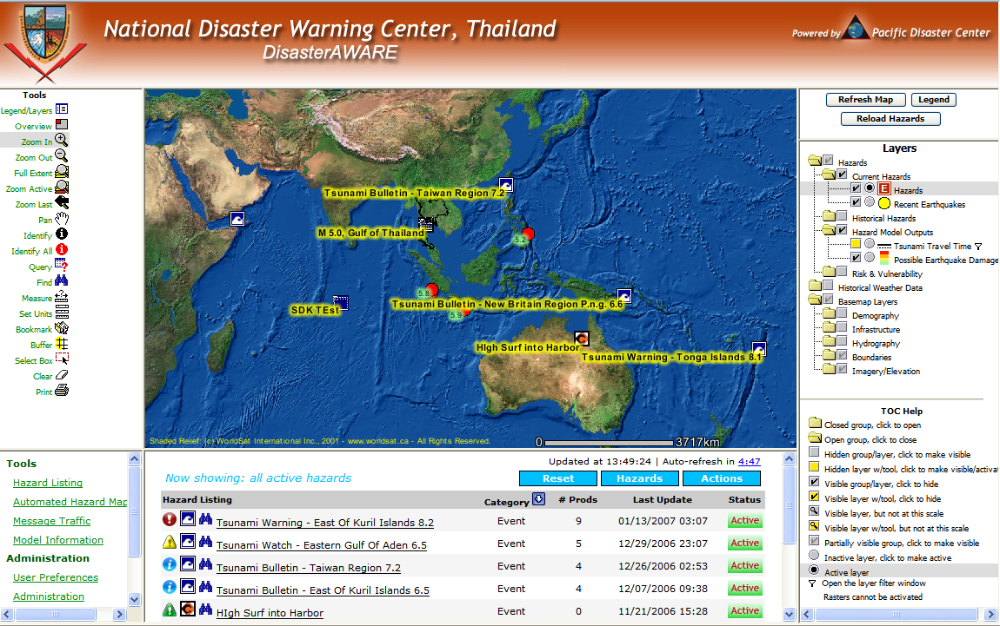 National Disaster Warning Center, Thailand
DisasterAWARE
Powered by Pacific Disaster Center
Tools
Legend/Layers
Overview
Zoom In
Zoom Out
Full Extent
Zoom Active
Zoom Last
Pan
Identify
Identify All
Query
Find
Measure
Set Units
Bookmark
Buffer
Select Box
Clear
Print
Tsunami Bulletin - Taiwan Region 7.2
M 5.0, Gulf of Thailand
5.2
5.8
SDK TEst
Tsunami Bulletin - New Britain Region P.n.g. 6.6
5.9
HIgh Surf into Harbor
Tsunami Warning - Tonga Islands 8.1
Shaded Relief: (c) WorldSat International Inc., 2001 - www.worldsat.ca - All Rights Reserved.
0 3717km
Refresh Map Legend
Reload Hazards
Layers
Hazards
Current Hazards
E Hazards
Recent Earthquakes
Historical Hazards
Hazard Model Outputs
Tsunami Travel Time
Possible Earthquake Damage
Risk & Vulnerability
Historical Weather Data
Basemap Layers
Demography
Infrastructure
Hydrography
Boundaries
Imagery/Elevation
TOC Help
Closed group, click to open
Open group, click to close
Hidden group/layer, click to make visible
Hidden layer w/tool, click to make visible/activa
Visible group/layer, click to hide
Visible layer w/tool, click to hide
Visible layer, but not at this scale
Visible layer w/tool, but not at this scale
Partially visible group, click to make visible
Inactive layer, click to make active
Active layer
Open the layer filter window
Rasters cannot be activated
Tools
Hazard Listing
Automated Hazard Map
Message Traffic
Model Information
Administration
User Preferences
Administration
Updated at 13:49:24 | Auto-refresh in 4:47
Now showing: all active hazards
Reset Hazards Actions
Hazard Listing Category # Prods Last Update Status
Tsunami Warning - East Of Kuril Islands 8.2 Event 9 01/13/2007 03:07 Active
Tsunami Watch - Eastern Gulf Of Aden 6.5 Event 5 12/29/2006 23:07 Active
Tsunami Bulletin - Taiwan Region 7.2 Event 4 12/26/2006 02:53 Active
Tsunami Bulletin - East Of Kuril Islands 6.5 Event 4 12/07/2006 09:38 Active
HIgh Surf into Harbor Event 0 11/21/2006 15:28 Active